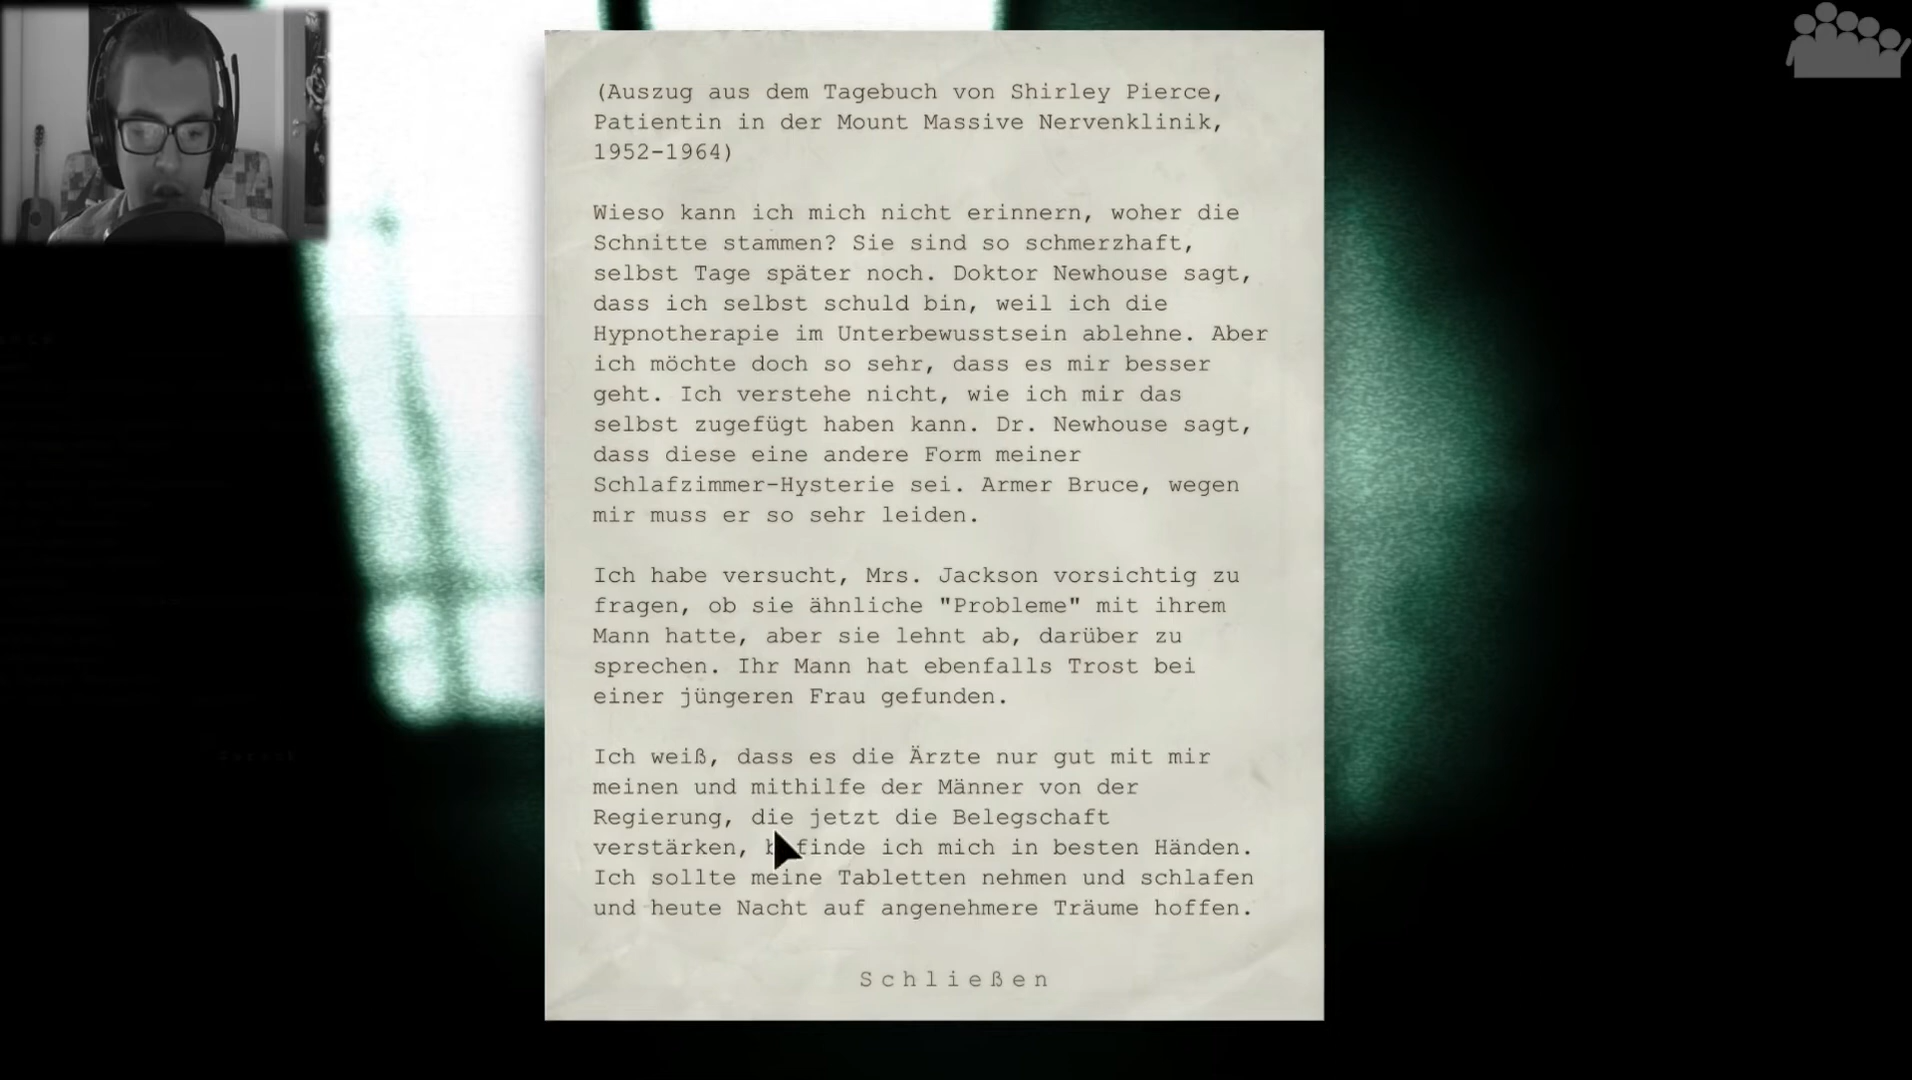 (Auszug aus dem Tagebuch von Shirley Pierce,
Patientin in der Mount Massive Nervenklinik,
1952-1964)
Wieso kann ich mich nicht erinnern, woher die
Schnitte stammen? Sie sind so schmerzhaft,
selbst Tage später noch. Doktor Newhouse sagt,
dass ich selbst schuld bin, weil ich die
Hypnotherapie im Unterbewusstsein ablehne. Aber
ich möchte doch so sehr, dass es mir besser
geht. Ich verstehe nicht, wie ich mir das
selbst zugefügt haben kann. Dr. Newhouse sagt,
dass diese eine andere Form meiner
Schlafzimmer-Hysterie sei. Armer Bruce, wegen
mir muss er so sehr leiden.
Ich habe versucht, Mrs. Jackson vorsichtig zu
fragen, ob sie ähnliche "Probleme" mit ihrem
Mann hatte, aber sie lehnt ab, darüber zu
sprechen. Ihr Mann hat ebenfalls Trost bei
einer jüngeren Frau gefunden.
Ich weiß, dass es die Ärzte nur gut mit mir
meinen und mithilfe der Männer von der
Regierung, die jetzt die Belegschaft
verstärken, befinde ich mich in besten Händen.
Ich sollte meine Tabletten nehmen und schlafen
und heute Nacht auf angenehmere Träume hoffen.
Schließen